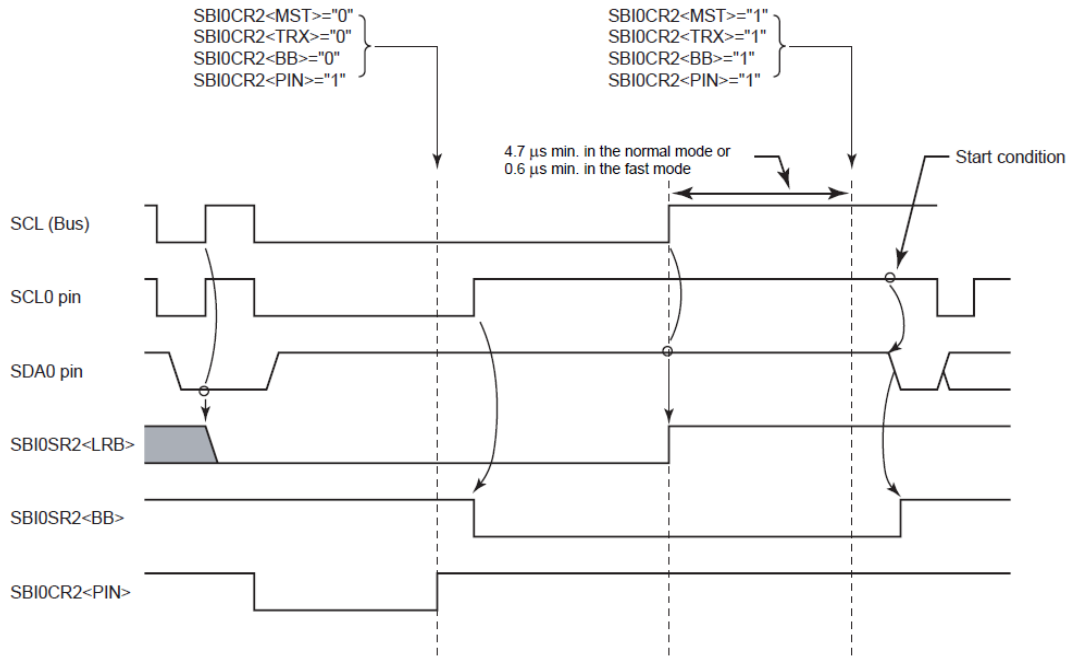 SBI0CR2<MST>="0"
SBI0CR2<TRX>="0"
SBI0CR2<BB>="0"
SBI0CR2<PIN>="1"
SBI0CR2<MST>="1"
SBI0CR2<TRX>="1"
SBI0CR2<BB>="1"
SBI0CR2<PIN>="1"
4.7 μs min. in the normal mode or
0.6 μs min. in the fast mode
Start condition
SCL (Bus)
SCL0 pin
SDA0 pin
SBI0SR2<LRB>
SBI0SR2<BB>
SBI0CR2<PIN>